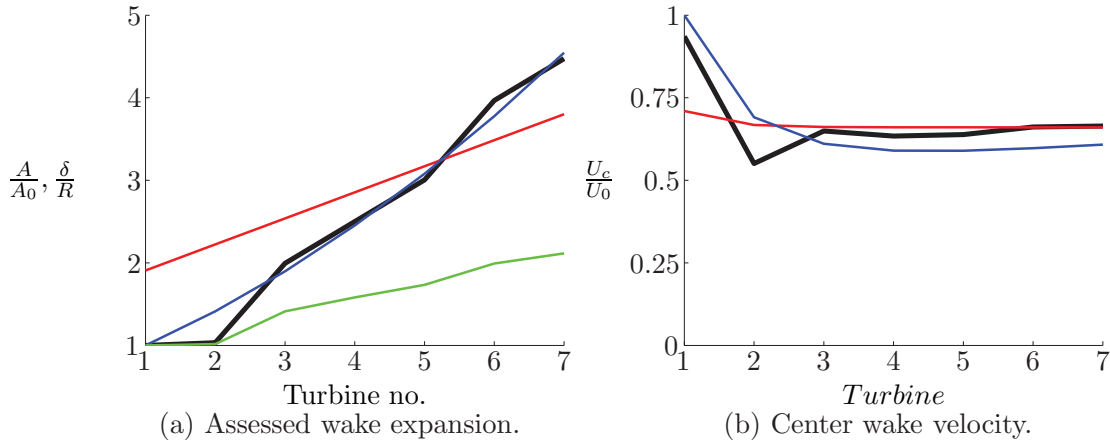 5
4
3
2
1
A/A₀, δ/R
1 2 3 4 5 6 7
Turbine no.
(a) Assessed wake expansion.
1
0.75
0.5
0.25
0
U_c/U₀
1 2 3 4 5 6 7
Turbine
(b) Center wake velocity.